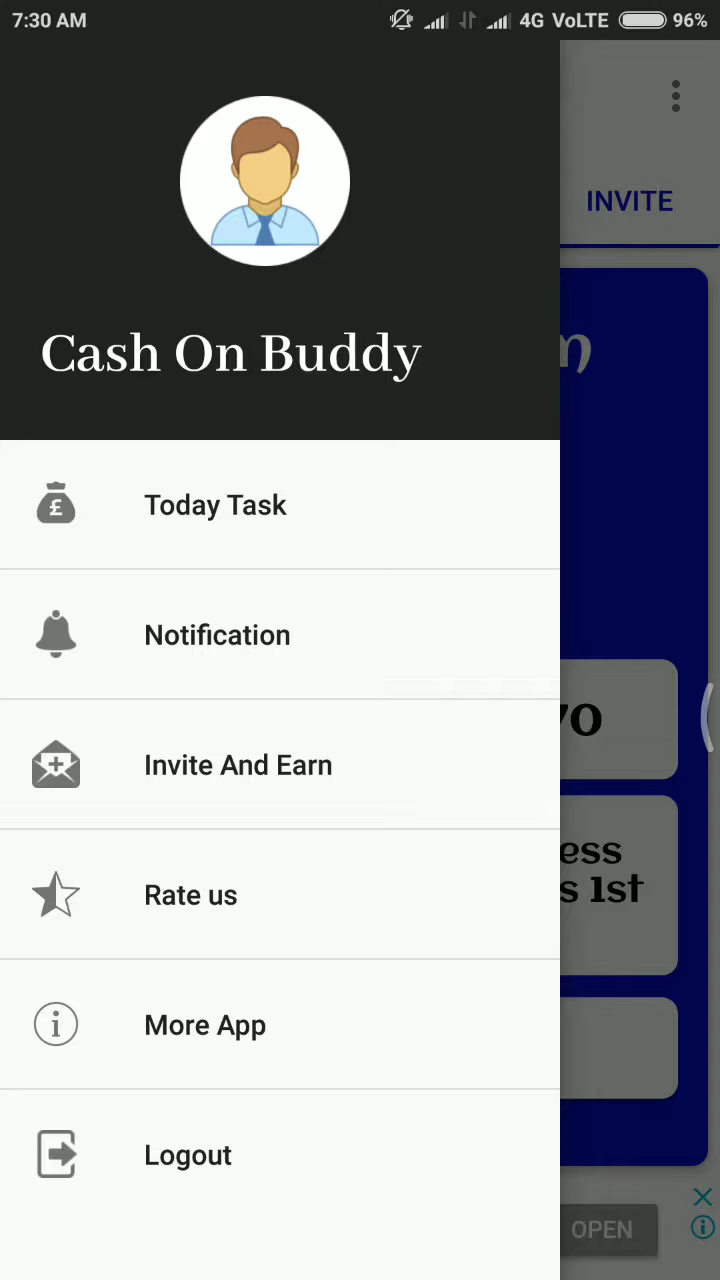 7:30 AM 4G VoLTE 96%
INVITE
Cash On Buddy
Today Task
Notification
Invite And Earn
Rate us
More App
Logout
1st
OPEN